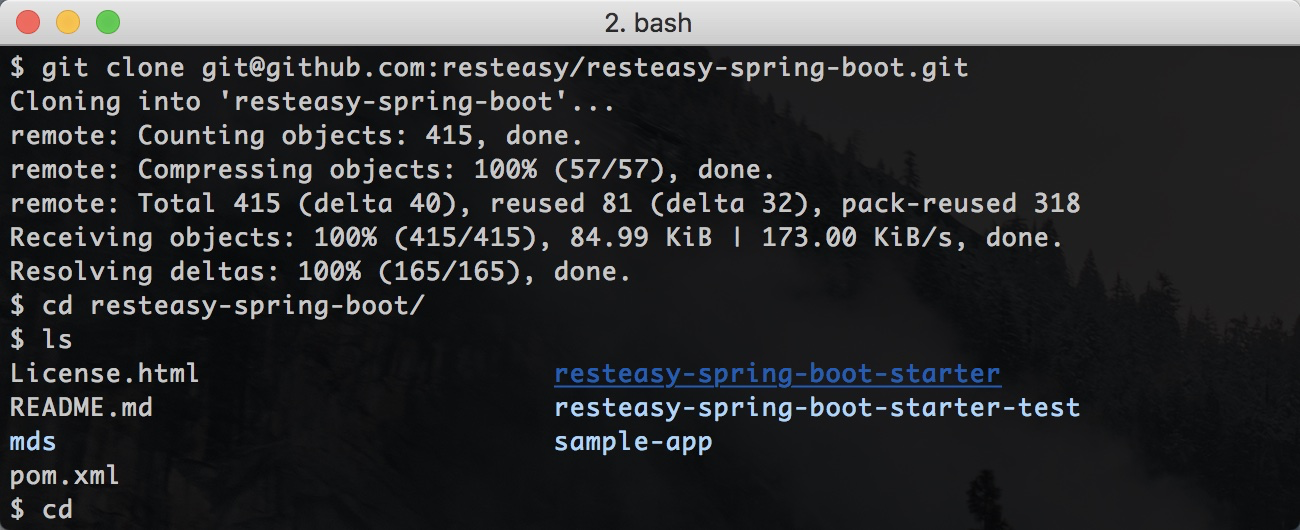 2. bash
$ git clone git@github.com:resteasy/resteasy-spring-boot.git
Cloning into 'resteasy-spring-boot'...
remote: Counting objects: 415, done.
remote: Compressing objects: 100% (57/57), done.
remote: Total 415 (delta 40), reused 81 (delta 32), pack-reused 318
Receiving objects: 100% (415/415), 84.99 KiB | 173.00 KiB/s, done.
Resolving deltas: 100% (165/165), done.
$ cd resteasy-spring-boot/
$ ls
License.html resteasy-spring-boot-starter
README.md resteasy-spring-boot-starter-test
mds sample-app
pom.xml
$ cd